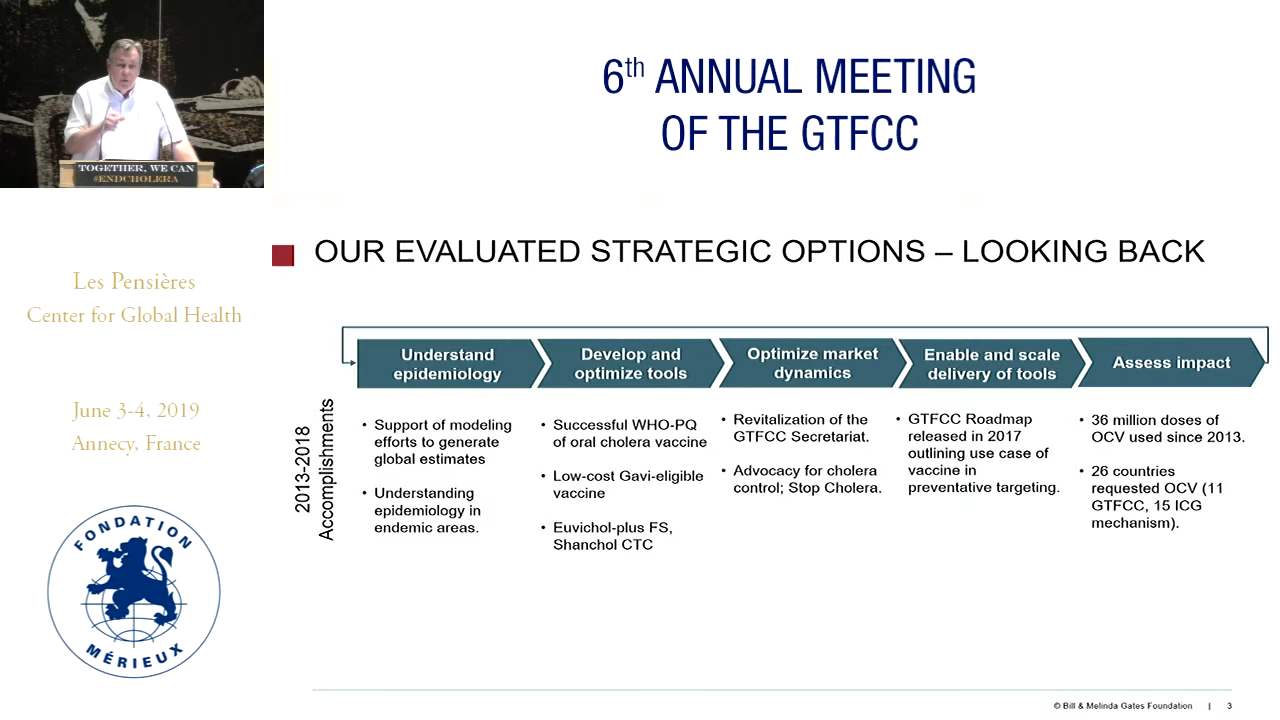 6th ANNUAL MEETING
OF THE GTFCC
TOGETHER, WE CAN
#ENDCHOLERA
Les Pensières
Center for Global Health
June 3-4, 2019
Annecy, France
FONDATION
MÉRIEUX
OUR EVALUATED STRATEGIC OPTIONS – LOOKING BACK
Understand
epidemiology
Develop and
optimize tools
Optimize market
dynamics
Enable and scale
delivery of tools
Assess impact
2013-2018
Accomplishments
• Support of modeling
efforts to generate
global estimates
• Understanding
epidemiology in
endemic areas.
• Successful WHO-PQ
of oral cholera vaccine
• Low-cost Gavi-eligible
vaccine
• Euvichol-plus FS,
Shanchol CTC
• Revitalization of the
GTFCC Secretariat.
• Advocacy for cholera
control; Stop Cholera.
• GTFCC Roadmap
released in 2017
outlining use case of
vaccine in
preventative targeting.
• 36 million doses of
OCV used since 2013.
• 26 countries
requested OCV (11
GTFCC, 15 ICG
mechanism).
© Bill & Melinda Gates Foundation | 3